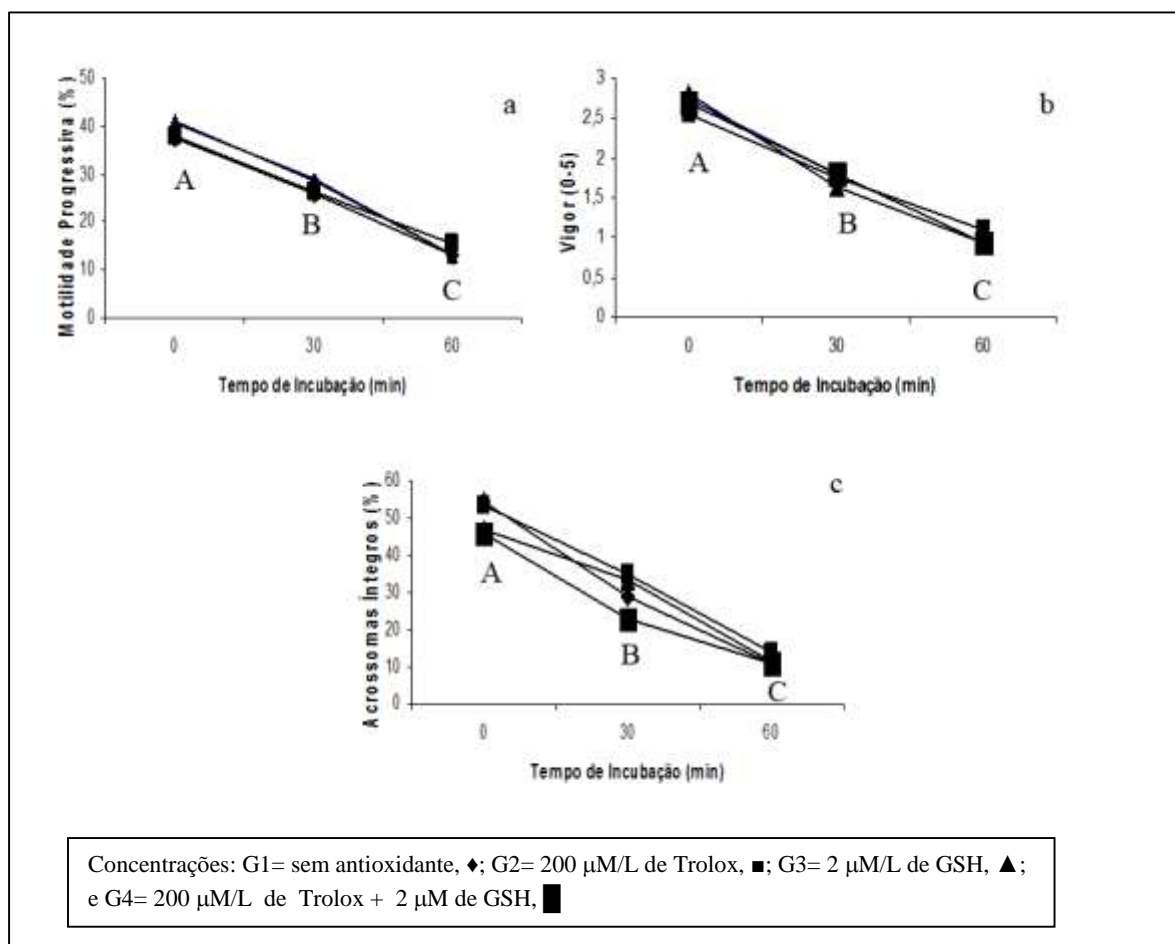 a
Motilidade Progressiva (%)
50
40
30
20
10
0
A
B
C
0 30 60
Tempo de Incubação (min)
b
Vigor (0-5)
3
2,5
2
1,5
1
0,5
0
A
B
C
0 30 60
Tempo de Incubação (min)
c
Acrossomas Íntegros (%)
60
50
40
30
20
10
0
A
B
C
0 30 60
Tempo de Incubação (min)
Concentrações: G1= sem antioxidante, ♦; G2= 200 μM/L de Trolox, ■; G3= 2 μM/L de GSH, ▲;
e G4= 200 μM/L de Trolox + 2 μM de GSH, █